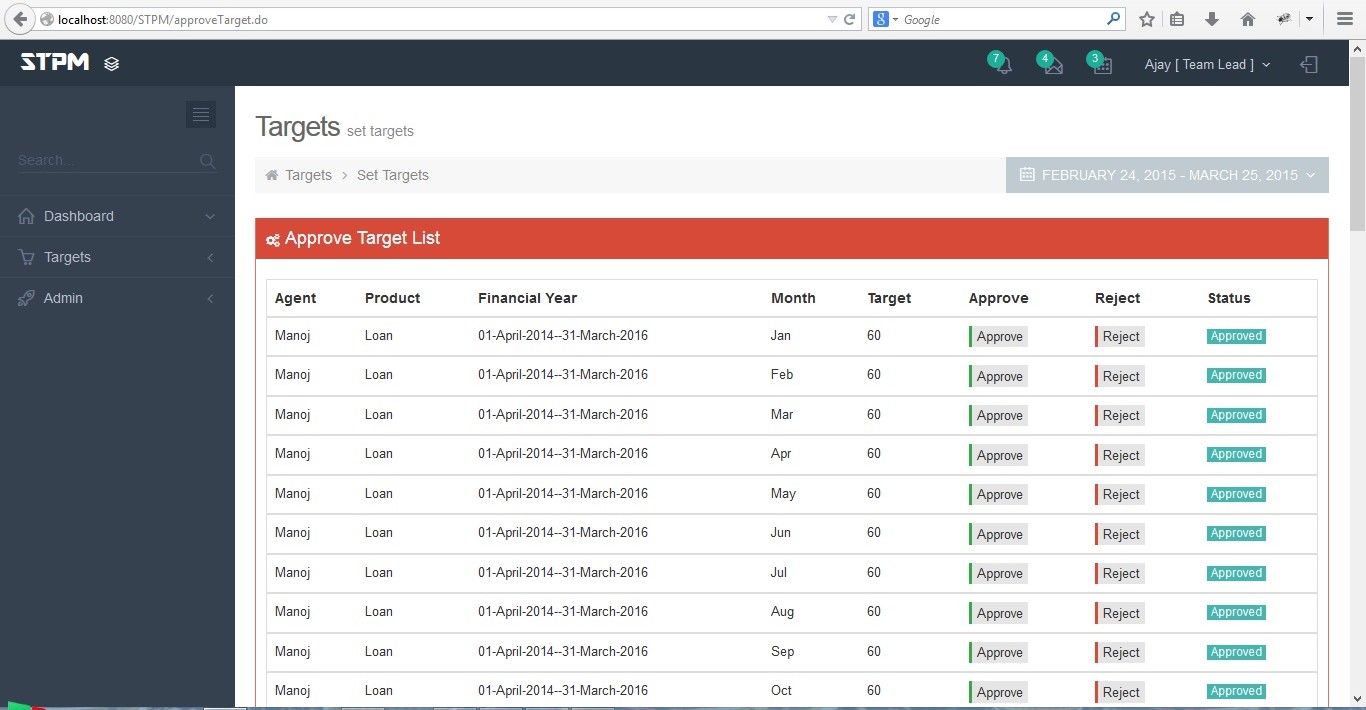 localhost:8080/STPM/approveTarget.do
8 Google
STPM
7 4 3 Ajay [ Team Lead ]
Targets set targets
Search...
Targets > Set Targets
FEBRUARY 24, 2015 - MARCH 25, 2015
Dashboard
Targets
Admin
Approve Target List
Agent Product Financial Year Month Target Approve Reject Status
Manoj Loan 01-April-2014--31-March-2016 Jan 60 Approve Reject Approved
Manoj Loan 01-April-2014--31-March-2016 Feb 60 Approve Reject Approved
Manoj Loan 01-April-2014--31-March-2016 Mar 60 Approve Reject Approved
Manoj Loan 01-April-2014--31-March-2016 Apr 60 Approve Reject Approved
Manoj Loan 01-April-2014--31-March-2016 May 60 Approve Reject Approved
Manoj Loan 01-April-2014--31-March-2016 Jun 60 Approve Reject Approved
Manoj Loan 01-April-2014--31-March-2016 Jul 60 Approve Reject Approved
Manoj Loan 01-April-2014--31-March-2016 Aug 60 Approve Reject Approved
Manoj Loan 01-April-2014--31-March-2016 Sep 60 Approve Reject Approved
Manoj Loan 01-April-2014--31-March-2016 Oct 60 Approve Reject Approved